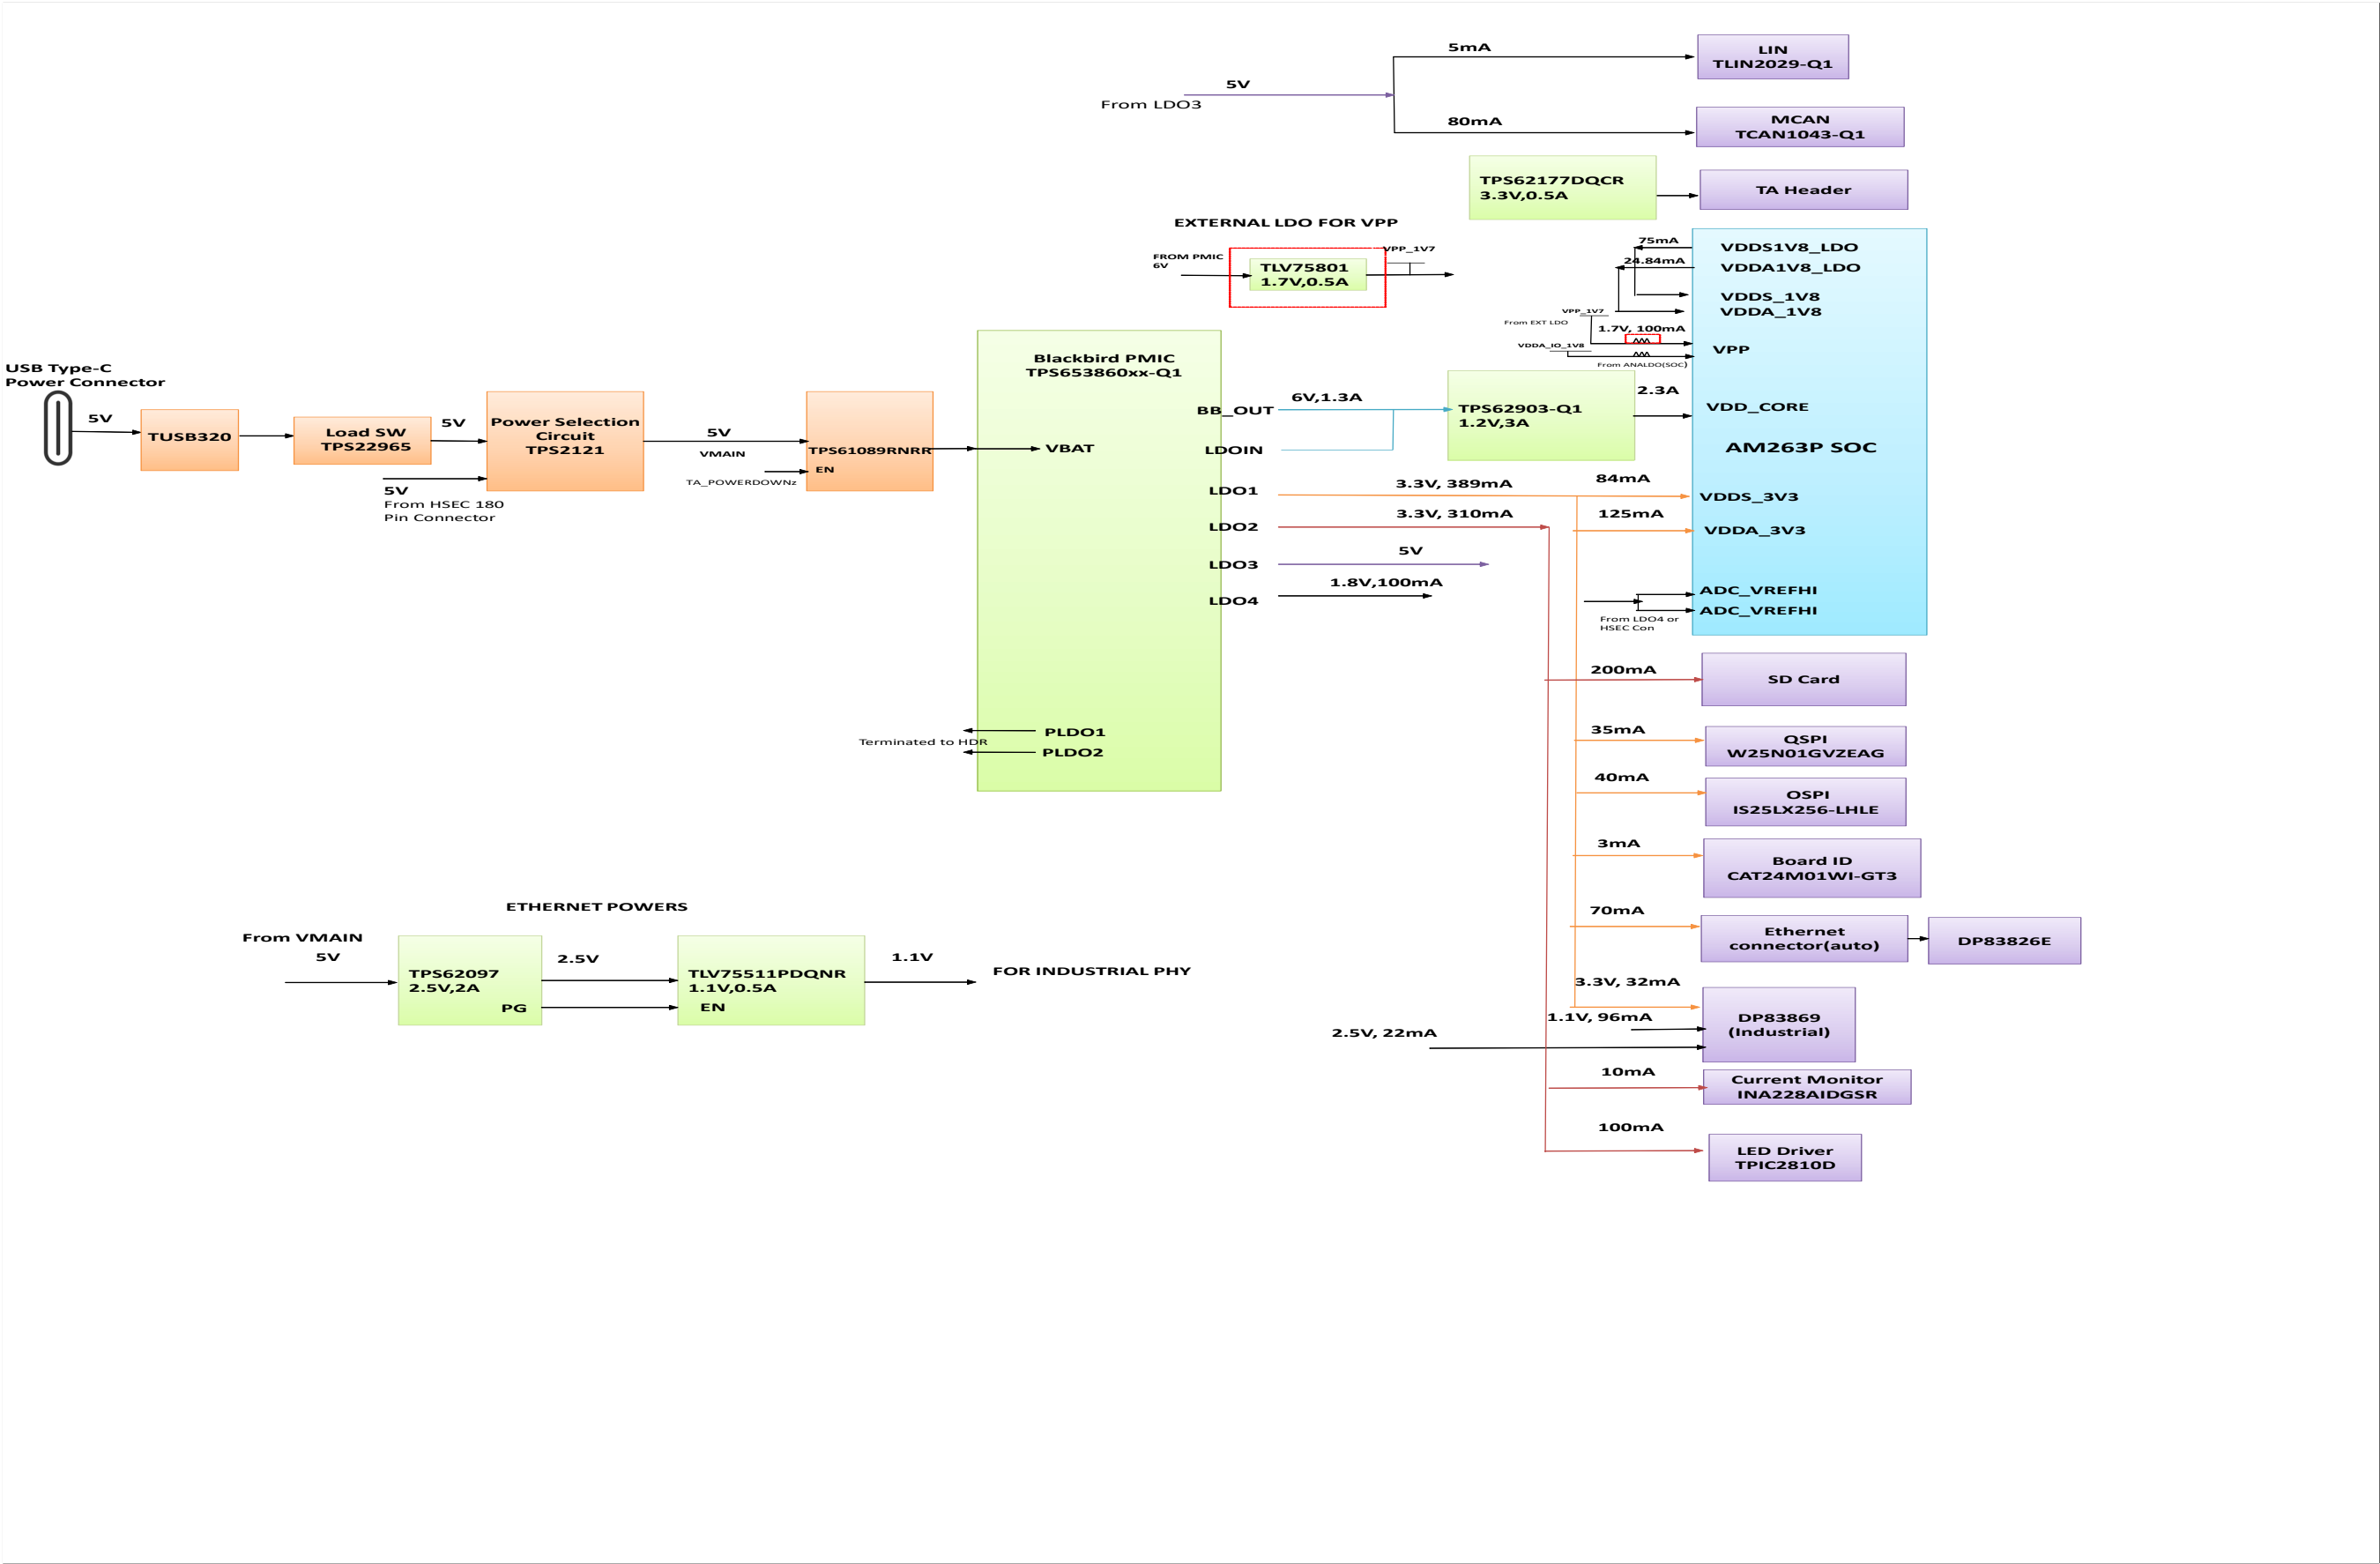 5mA
LIN
TLIN2029-Q1
5V
From LDO3
80mA
MCAN
TCAN1043-Q1
TPS62177DQCR
3.3V,0.5A
TA Header
EXTERNAL LDO FOR VPP
FROM PMIC
6V
TLV75801
1.7V,0.5A
VPP_1V7
75mA
VDDS1V8_LDO
24.84mA
VDDA1V8_LDO
VDDS_1V8
VDDA_1V8
VPP_1V7
From EXT LDO
1.7V, 100mA
VDDA_IO_1V8
VPP
From ANALDO(SOC)
USB Type-C
Power Connector
5V
TUSB320
Load SW
TPS22965
5V
Power Selection
Circuit
TPS2121
5V
From HSEC 180
Pin Connector
5V
VMAIN
TA_POWERDOWNz
TPS61089RNRR
EN
Blackbird PMIC
TPS653860xx-Q1
VBAT
BB_OUT
LDOIN
LDO1
LDO2
LDO3
LDO4
PLDO1
PLDO2
Terminated to HDR
6V,1.3A
TPS62903-Q1
1.2V,3A
2.3A
VDD_CORE
AM263P SOC
3.3V, 389mA
84mA
VDDS_3V3
3.3V, 310mA
125mA
VDDA_3V3
5V
1.8V,100mA
ADC_VREFHI
ADC_VREFHI
From LDO4 or
HSEC Con
200mA
SD Card
35mA
QSPI
W25N01GVZEAG
40mA
OSPI
IS25LX256-LHLE
3mA
Board ID
CAT24M01WI-GT3
70mA
Ethernet
connector(auto)
DP83826E
3.3V, 32mA
1.1V, 96mA
2.5V, 22mA
DP83869
(Industrial)
10mA
Current Monitor
INA228AIDGSR
100mA
LED Driver
TPIC2810D
ETHERNET POWERS
From VMAIN
5V
TPS62097
2.5V,2A
PG
2.5V
TLV75511PDQNR
1.1V,0.5A
EN
1.1V
FOR INDUSTRIAL PHY